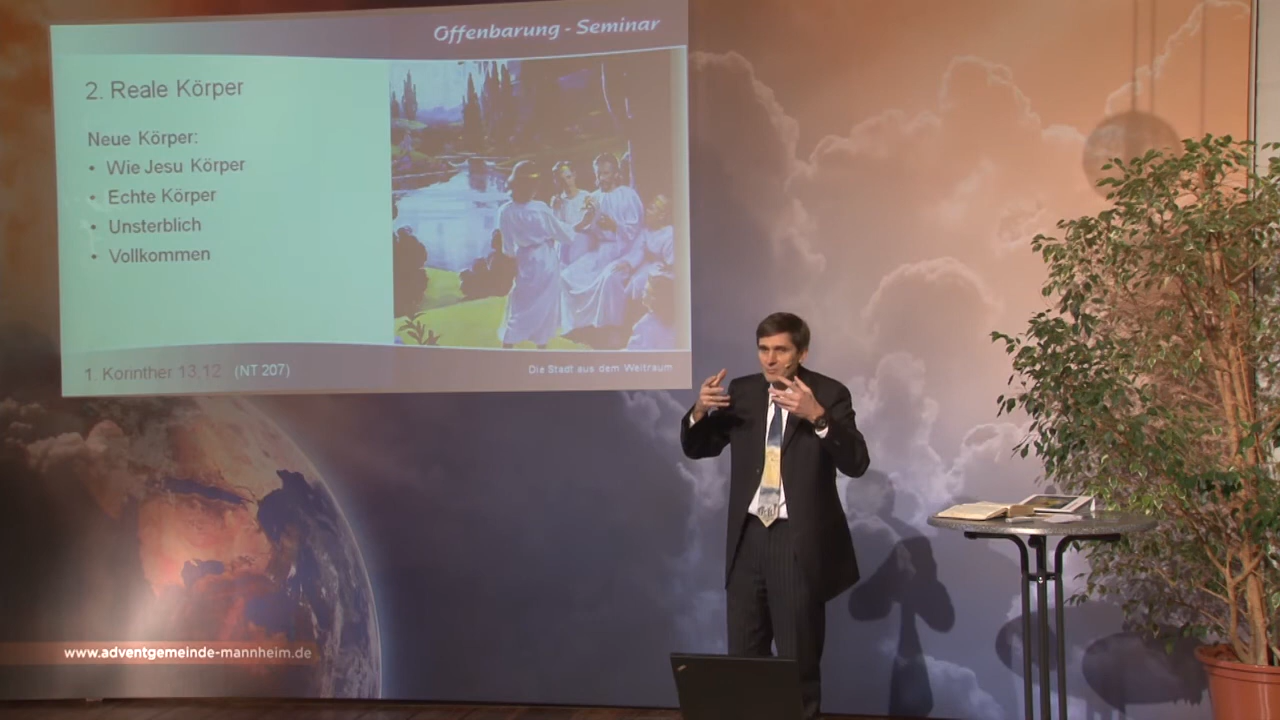 Offenbarung - Seminar
2. Reale Körper
Neue Körper:
• Wie Jesu Körper
• Echte Körper
• Unsterblich
• Vollkommen
1. Korinther 13,12 (NT 207)
Die Stadt aus dem Weltraum
www.adventgemeinde-mannheim.de